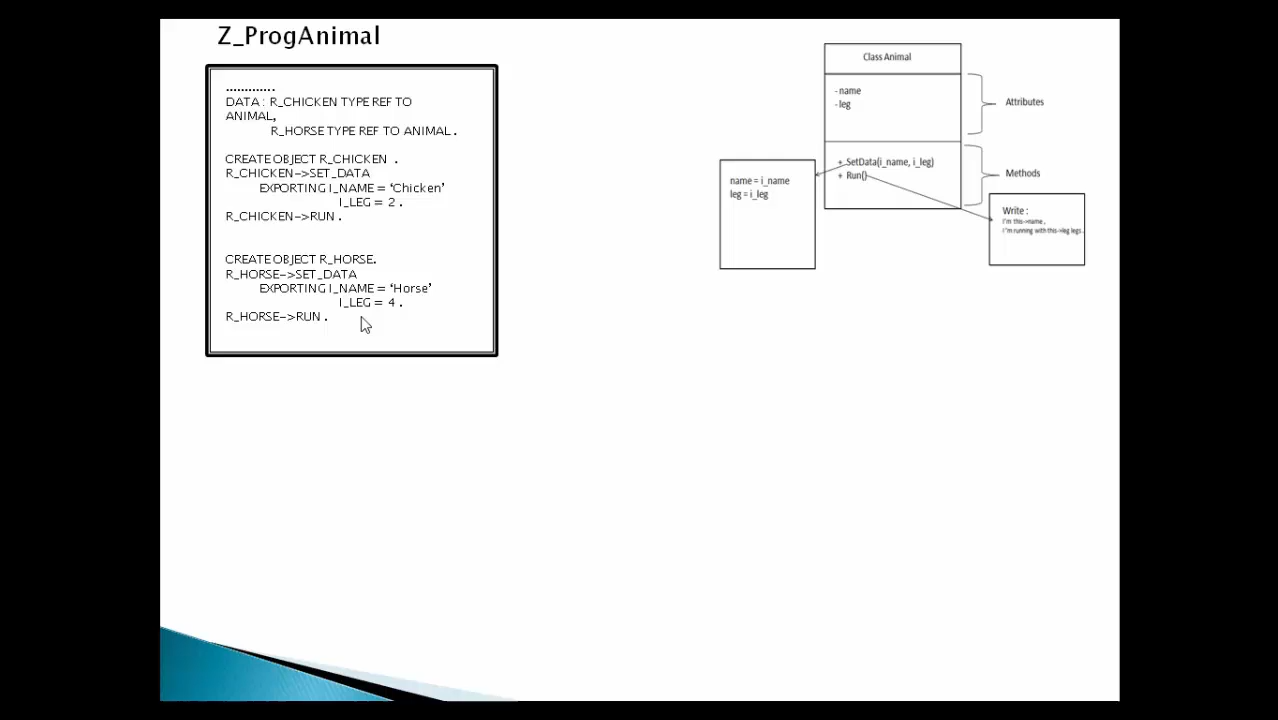 Z_ProgAnimal
.............
DATA : R_CHICKEN TYPE REF TO
ANIMAL,
R_HORSE TYPE REF TO ANIMAL .
CREATE OBJECT R_CHICKEN .
R_CHICKEN->SET_DATA
EXPORTING I_NAME = ‘Chicken’
I_LEG = 2 .
R_CHICKEN->RUN .
CREATE OBJECT R_HORSE.
R_HORSE->SET_DATA
EXPORTING I_NAME = ‘Horse’
I_LEG = 4 .
R_HORSE->RUN .
Class Animal
- name
- leg
Attributes
+ SetData(i_name, i_leg)
+ Run()
Methods
name = i_name
leg = i_leg
Write :
I'm this->name ,
I'm running with this->leg legs .